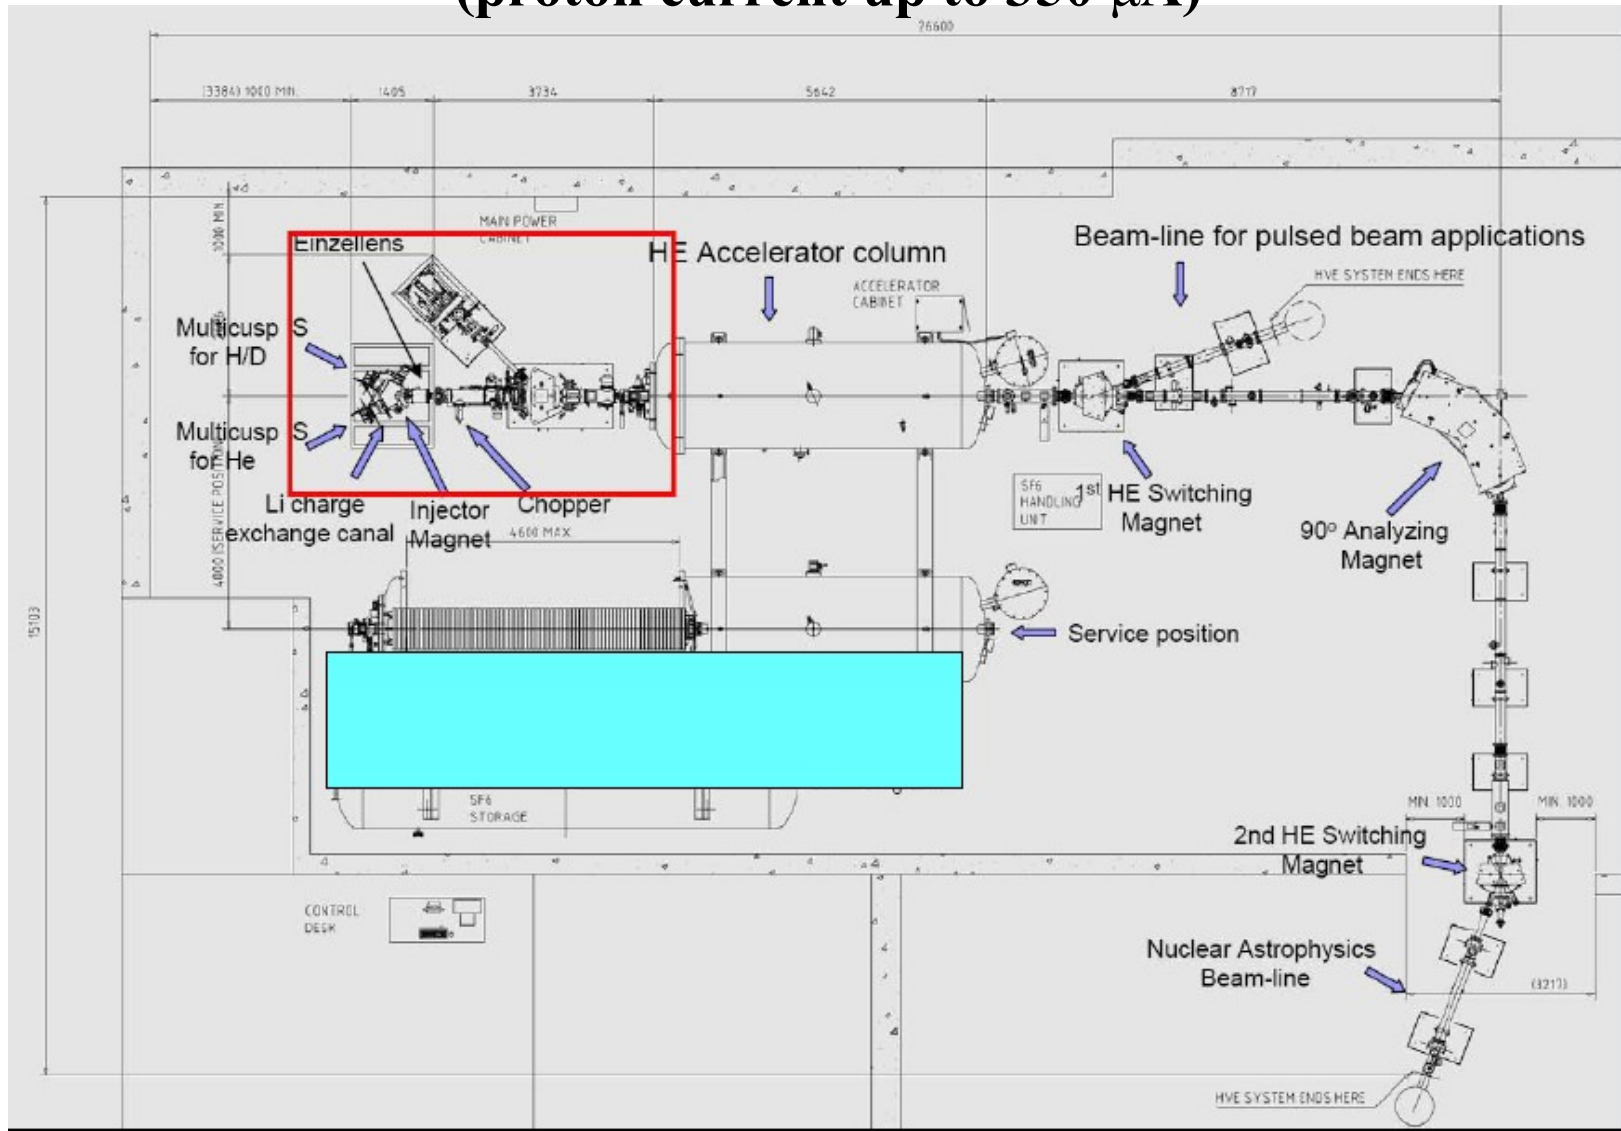 (proton current up to 350 µA)
26600
(3384) 1000 MIN.
1405
3734
5642
8717
1000 MIN.
MAIN POWER
CABINET
Einzellens
HE Accelerator column
Beam-line for pulsed beam applications
HVE SYSTEM ENDS HERE
ACCELERATOR
CABINET
Multicusp IS
for H/D
Multicusp IS
for He
Li charge
exchange canal
Injector
Magnet
Chopper
4600 MAX
4000 (SERVICE POSITION)
SF6
HANDLING
UNIT
1st HE Switching
Magnet
90° Analyzing
Magnet
15103
Service position
SF6
STORAGE
MIN. 1000
MIN. 1000
2nd HE Switching
Magnet
CONTROL
DESK
Nuclear Astrophysics
Beam-line
(3217)
HVE SYSTEM ENDS HERE